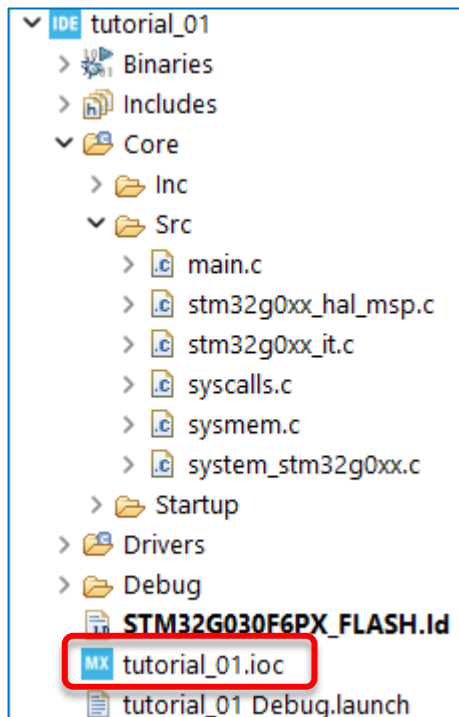 IDE tutorial_01
Binaries
Includes
Core
Inc
Src
.c main.c
.c stm32g0xx_hal_msp.c
.c stm32g0xx_it.c
.c syscalls.c
.c sysmem.c
.c system_stm32g0xx.c
Startup
Drivers
Debug
STM32G030F6PX_FLASH.ld
MX tutorial_01.ioc
tutorial_01 Debug.launch